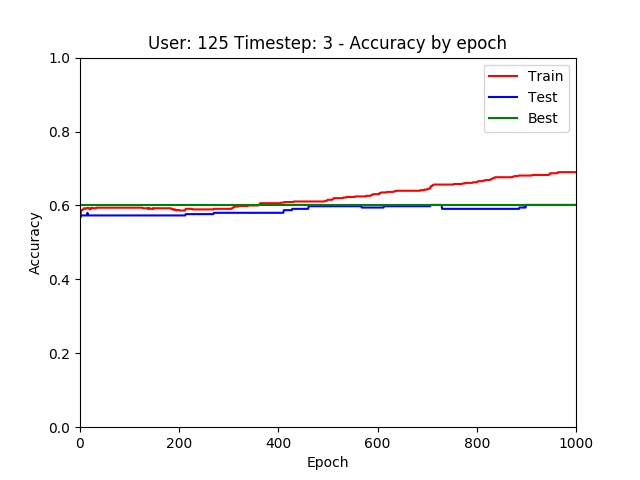 User: 125 Timestep: 3 - Accuracy by epoch
1.0
0.8
0.6
0.4
0.2
0.0
Accuracy
Train
Test
Best
0 200 400 600 800 1000
Epoch